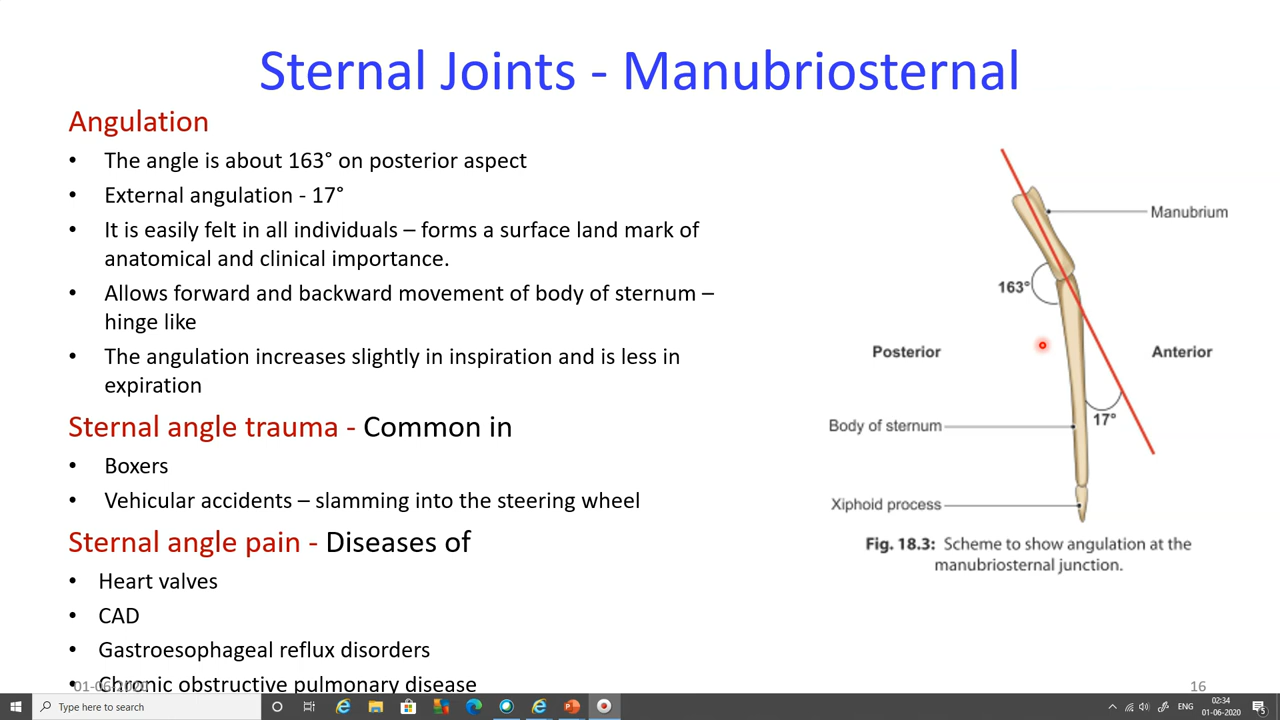 Sternal Joints - Manubriosternal
Angulation
• The angle is about 163° on posterior aspect
• External angulation - 17°
• It is easily felt in all individuals – forms a surface land mark of
anatomical and clinical importance.
• Allows forward and backward movement of body of sternum –
hinge like
• The angulation increases slightly in inspiration and is less in
expiration
Sternal angle trauma - Common in
• Boxers
• Vehicular accidents – slamming into the steering wheel
Sternal angle pain - Diseases of
• Heart valves
• CAD
• Gastroesophageal reflux disorders
• Chronic obstructive pulmonary disease
Manubrium
163°
Posterior
Anterior
17°
Body of sternum
Xiphoid process
Fig. 18.3: Scheme to show angulation at the
manubriosternal junction.
16
Type here to search
ENG
02:34
01-06-2020
5